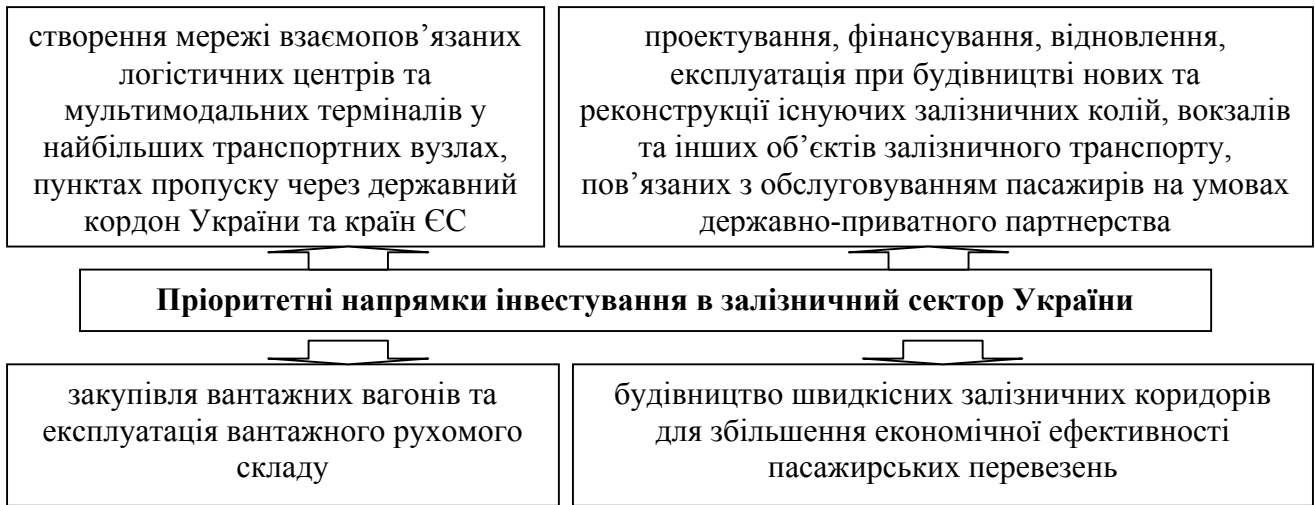 створення мережі взаємопов’язаних
логістичних центрів та
мультимодальних терміналів у
найбільших транспортних вузлах,
пунктах пропуску через державний
кордон України та країн ЄС
проектування, фінансування, відновлення,
експлуатація при будівництві нових та
реконструкції існуючих залізничних колій, вокзалів
та інших об’єктів залізничного транспорту,
пов’язаних з обслуговуванням пасажирів на умовах
державно-приватного партнерства
Пріоритетні напрямки інвестування в залізничний сектор України
закупівля вантажних вагонів та
експлуатація вантажного рухомого
складу
будівництво швидкісних залізничних коридорів
для збільшення економічної ефективності
пасажирських перевезень